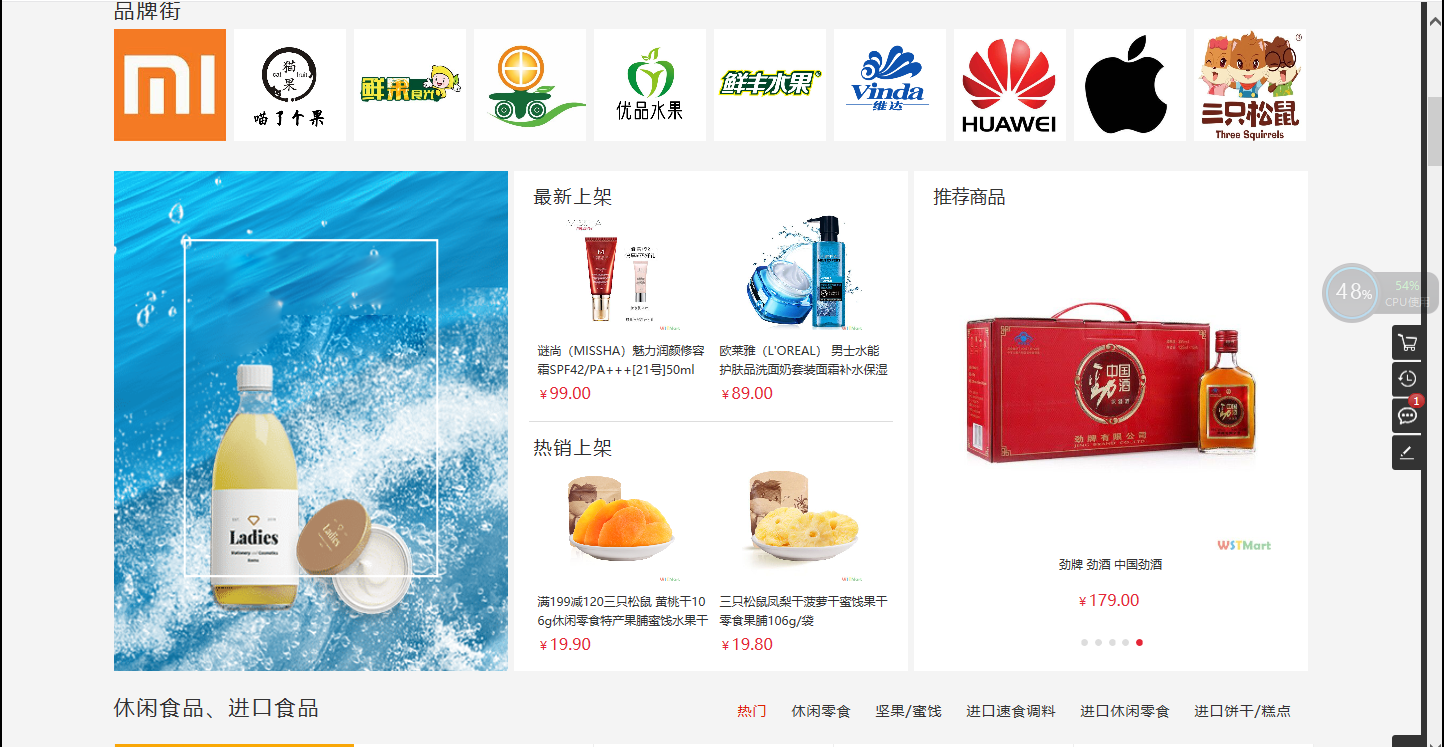 品牌街
猫
cat fruit
果
喵了个果
鲜果良光
优品水果
鲜丰水果
Vinda
维达
HUAWEI
三只松鼠
Three Squirrels
最新上架
谜尚（MISSHA）魅力润颜修容
霜SPF42/PA+++[21号]50ml
¥99.00
欧莱雅（L'OREAL） 男士水能
护肤品洗面奶套装面霜补水保湿
¥89.00
热销上架
WSTMart
满199减120三只松鼠 黄桃干10
6g休闲零食特产果脯蜜饯水果干
¥19.90
三只松鼠凤梨干菠萝干蜜饯果干
零食果脯106g/袋
¥19.80
推荐商品
中国
劲酒
劲牌有限公司
WSTMart
劲牌 劲酒 中国劲酒
¥179.00
Ladies
Ladies
48%
54%
CPU使用
1
休闲食品、进口食品
热门
休闲零食
坚果/蜜饯
进口速食调料
进口休闲零食
进口饼干/糕点